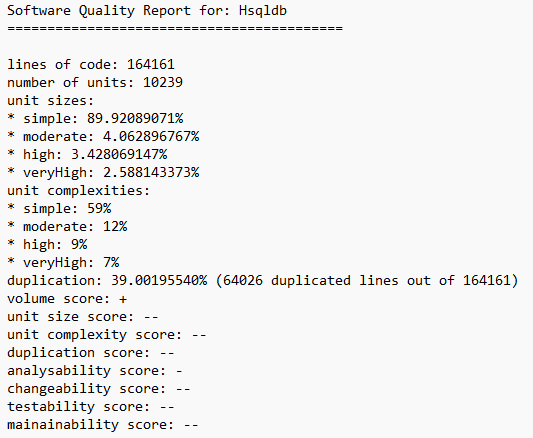 Software Quality Report for: Hsqldb
==========================================
lines of code: 164161
number of units: 10239
unit sizes:
* simple: 89.92089071%
* moderate: 4.062896767%
* high: 3.428069147%
* veryHigh: 2.588143373%
unit complexities:
* simple: 59%
* moderate: 12%
* high: 9%
* veryHigh: 7%
duplication: 39.00195540% (64026 duplicated lines out of 164161)
volume score: +
unit size score: --
unit complexity score: --
duplication score: --
analysability score: -
changeability score: --
testability score: --
mainainability score: --